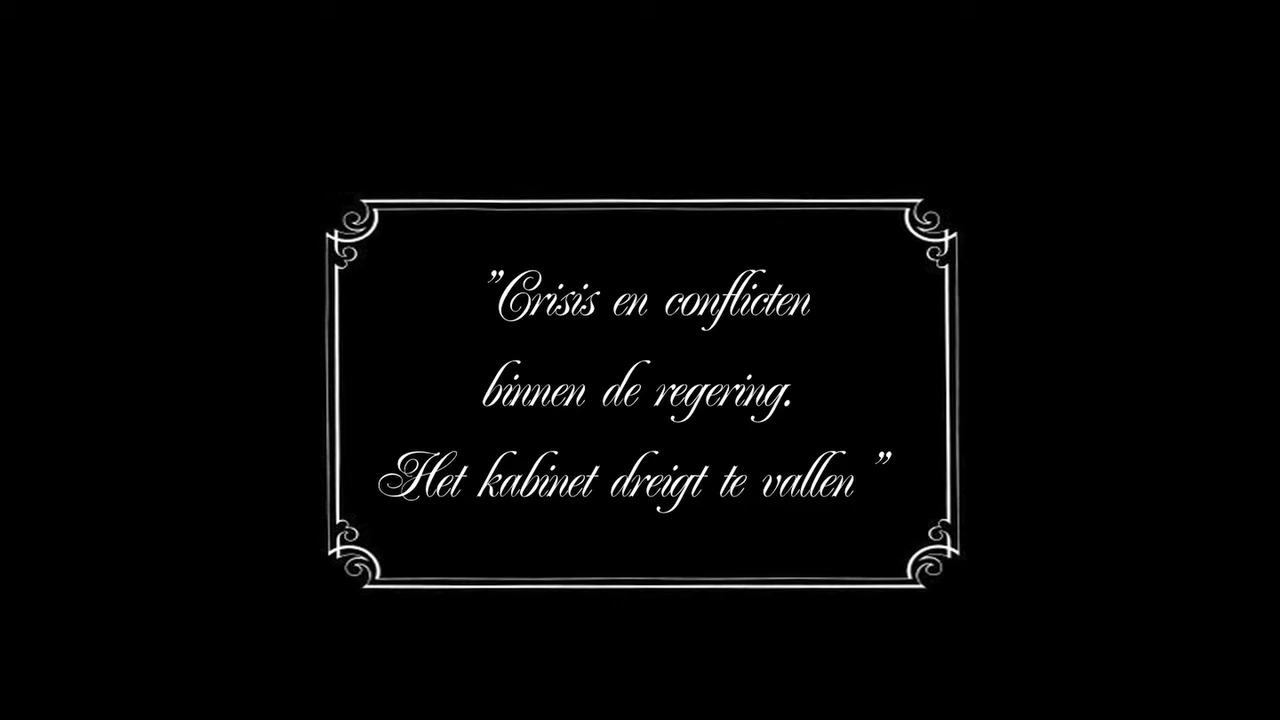 "Crisis en conflicten
binnen de regering.
Het kabinet dreigt te vallen "